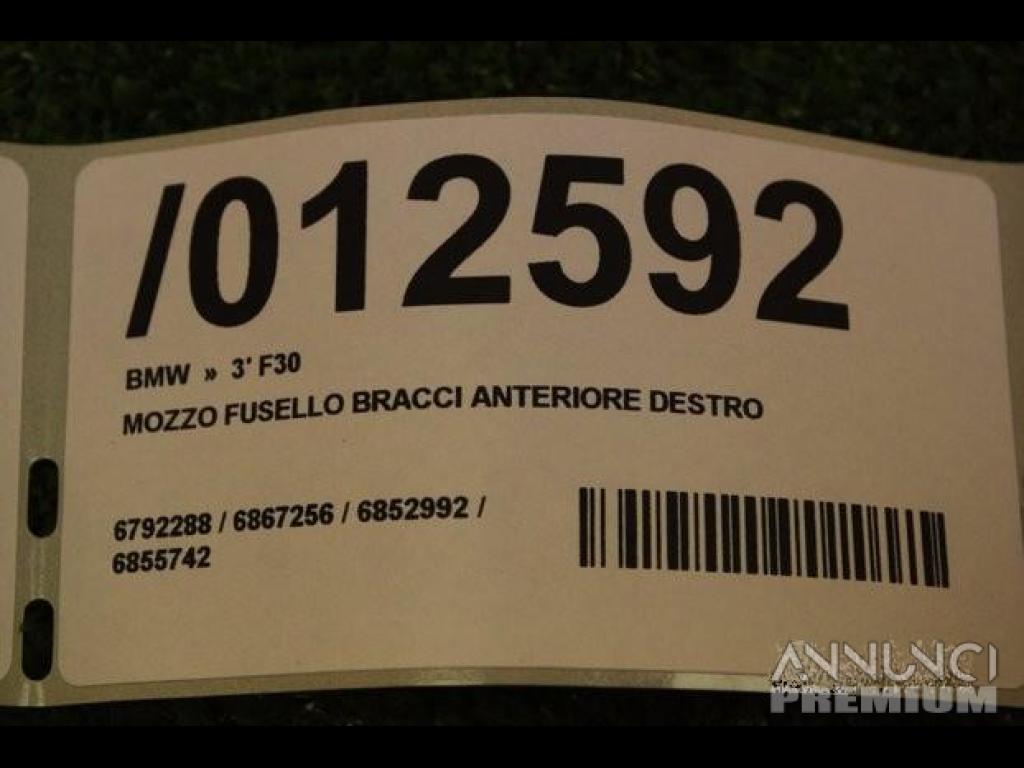 /012592
BMW » 3' F30
MOZZO FUSELLO BRACCI ANTERIORE DESTRO
6792288 / 6867256 / 6852992 /
6855742
ANNUNCI
PREMIUM